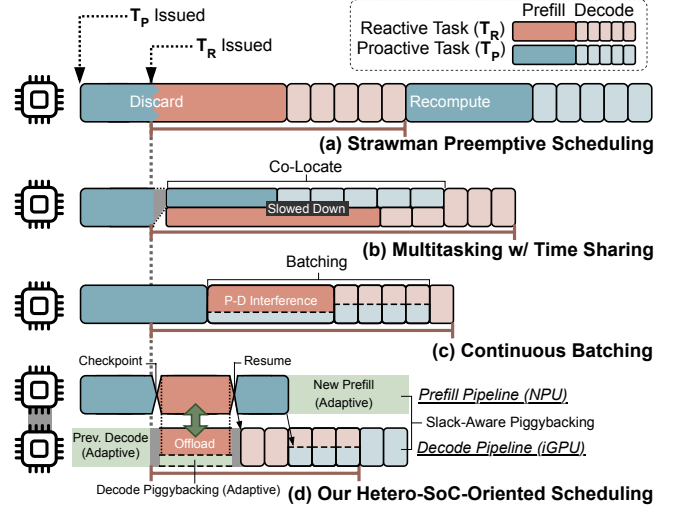 Prefill Decode
T_P Issued
T_R Issued
Reactive Task (T_R)
Proactive Task (T_P)
Discard
Recompute
(a) Strawman Preemptive Scheduling
Co-Locate
Slowed Down
(b) Multitasking w/ Time Sharing
Batching
P-D Interference
(c) Continuous Batching
Checkpoint
Resume
New Prefill
(Adaptive)
Prefill Pipeline (NPU)
Slack-Aware Piggybacking
Prev. Decode
(Adaptive)
Offload
Decode Pipeline (iGPU)
Decode Piggybacking (Adaptive)
(d) Our Hetero-SoC-Oriented Scheduling